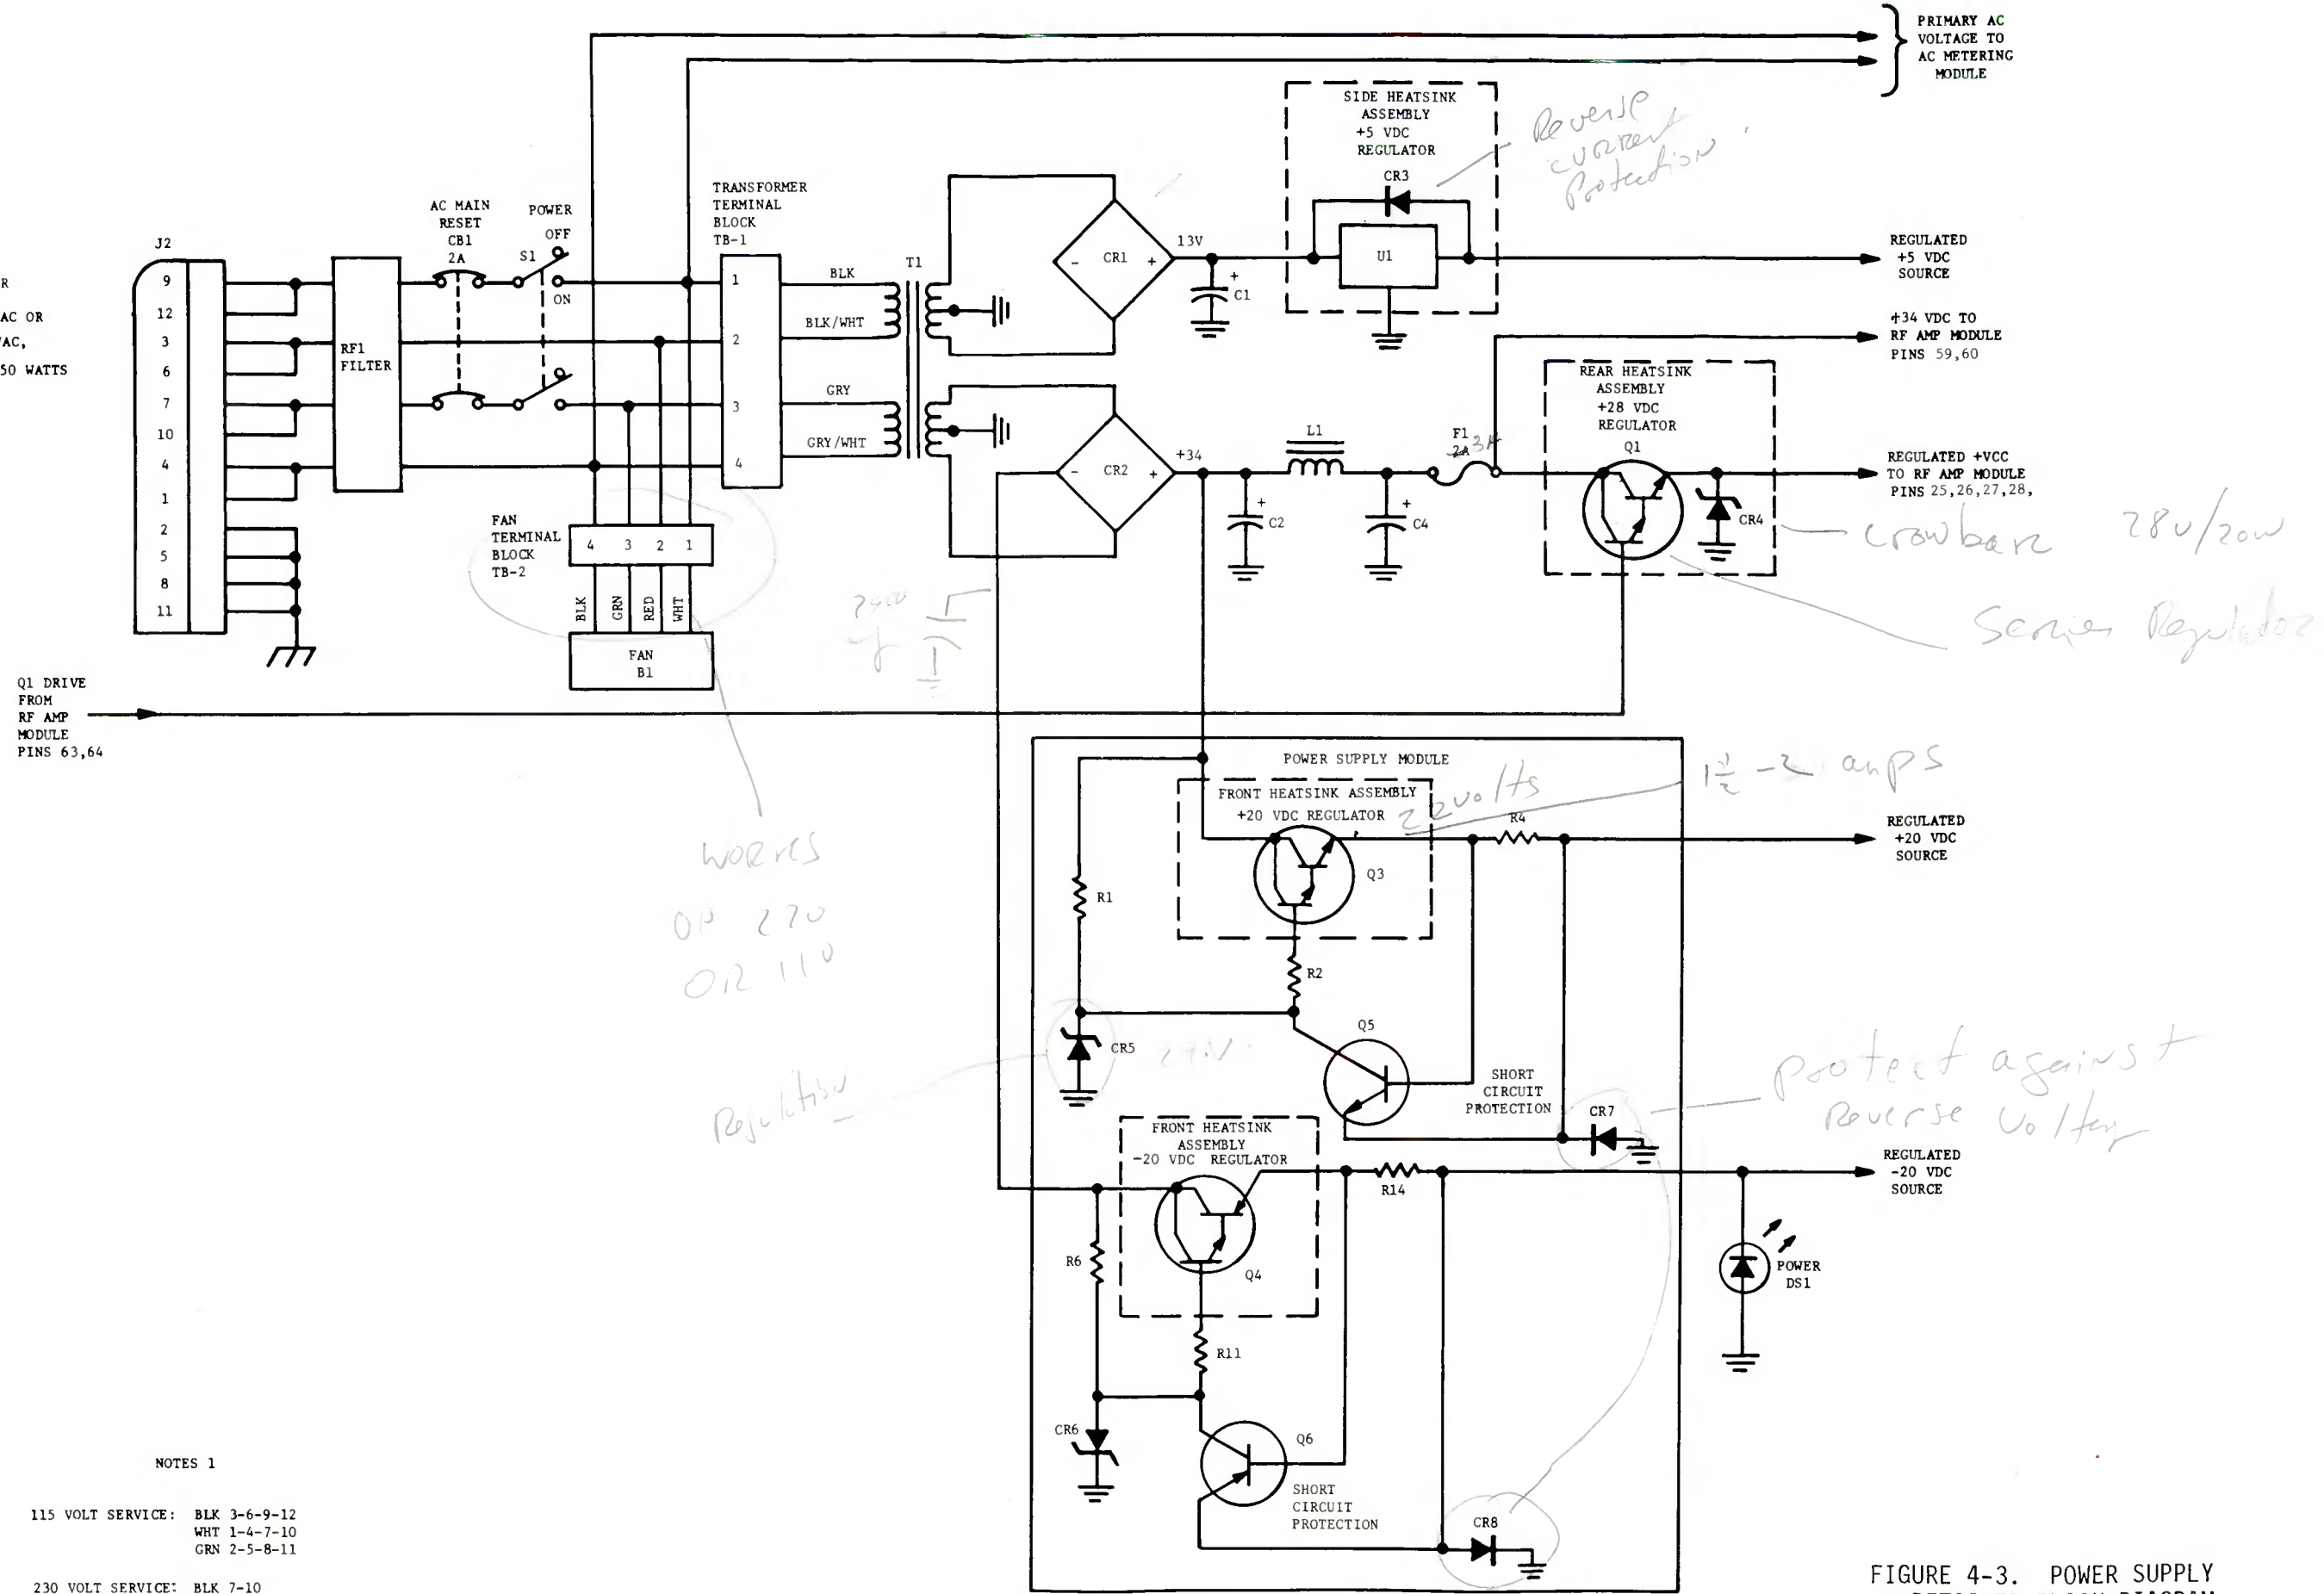 PRIMARY AC
VOLTAGE TO
AC METERING
MODULE
SIDE HEATSINK
ASSEMBLY
+5 VDC
REGULATOR
CR3
U1
Reverse
current
Protection
REGULATED
+5 VDC
SOURCE
+34 VDC TO
RF AMP MODULE
PINS 59,60
R
AC OR
AC,
50 WATTS
J2
9
12
3
6
7
10
4
1
2
5
8
11
RF1
FILTER
AC MAIN
RESET
CB1
2A
POWER
OFF
S1
ON
TRANSFORMER
TERMINAL
BLOCK
TB-1
1
2
3
4
BLK
BLK/WHT
GRY
GRY/WHT
T1
- CR1 +
13V
+
C1
- CR2 +
+34
+
C2
L1
+
C4
F1
2A 3A
REAR HEATSINK
ASSEMBLY
+28 VDC
REGULATOR
Q1
CR4
REGULATED +VCC
TO RF AMP MODULE
PINS 25,26,27,28,
crowbar 28v/20w
Series Regulator
FAN
TERMINAL
BLOCK
TB-2
4 3 2 1
BLK GRN RED WHT
FAN
B1
Q1 DRIVE
FROM
RF AMP
MODULE
PINS 63,64
WORKS
OR 110
POWER SUPPLY MODULE
FRONT HEATSINK ASSEMBLY
+20 VDC REGULATOR
22 volts
1½ - 2 amps
R4
Q3
REGULATED
+20 VDC
SOURCE
R1
R2
Q5
CR5
Regulation
SHORT
CIRCUIT
PROTECTION
CR7
protect against
Reverse
FRONT HEATSINK
ASSEMBLY
-20 VDC REGULATOR
R14
REGULATED
-20 VDC
SOURCE
R6
Q4
R11
CR6
Q6
SHORT
CIRCUIT
PROTECTION
CR8
POWER
DS1
NOTES 1
115 VOLT SERVICE: BLK 3-6-9-12
WHT 1-4-7-10
GRN 2-5-8-11
230 VOLT SERVICE: BLK 7-10
FIGURE 4-3. POWER SUPPLY